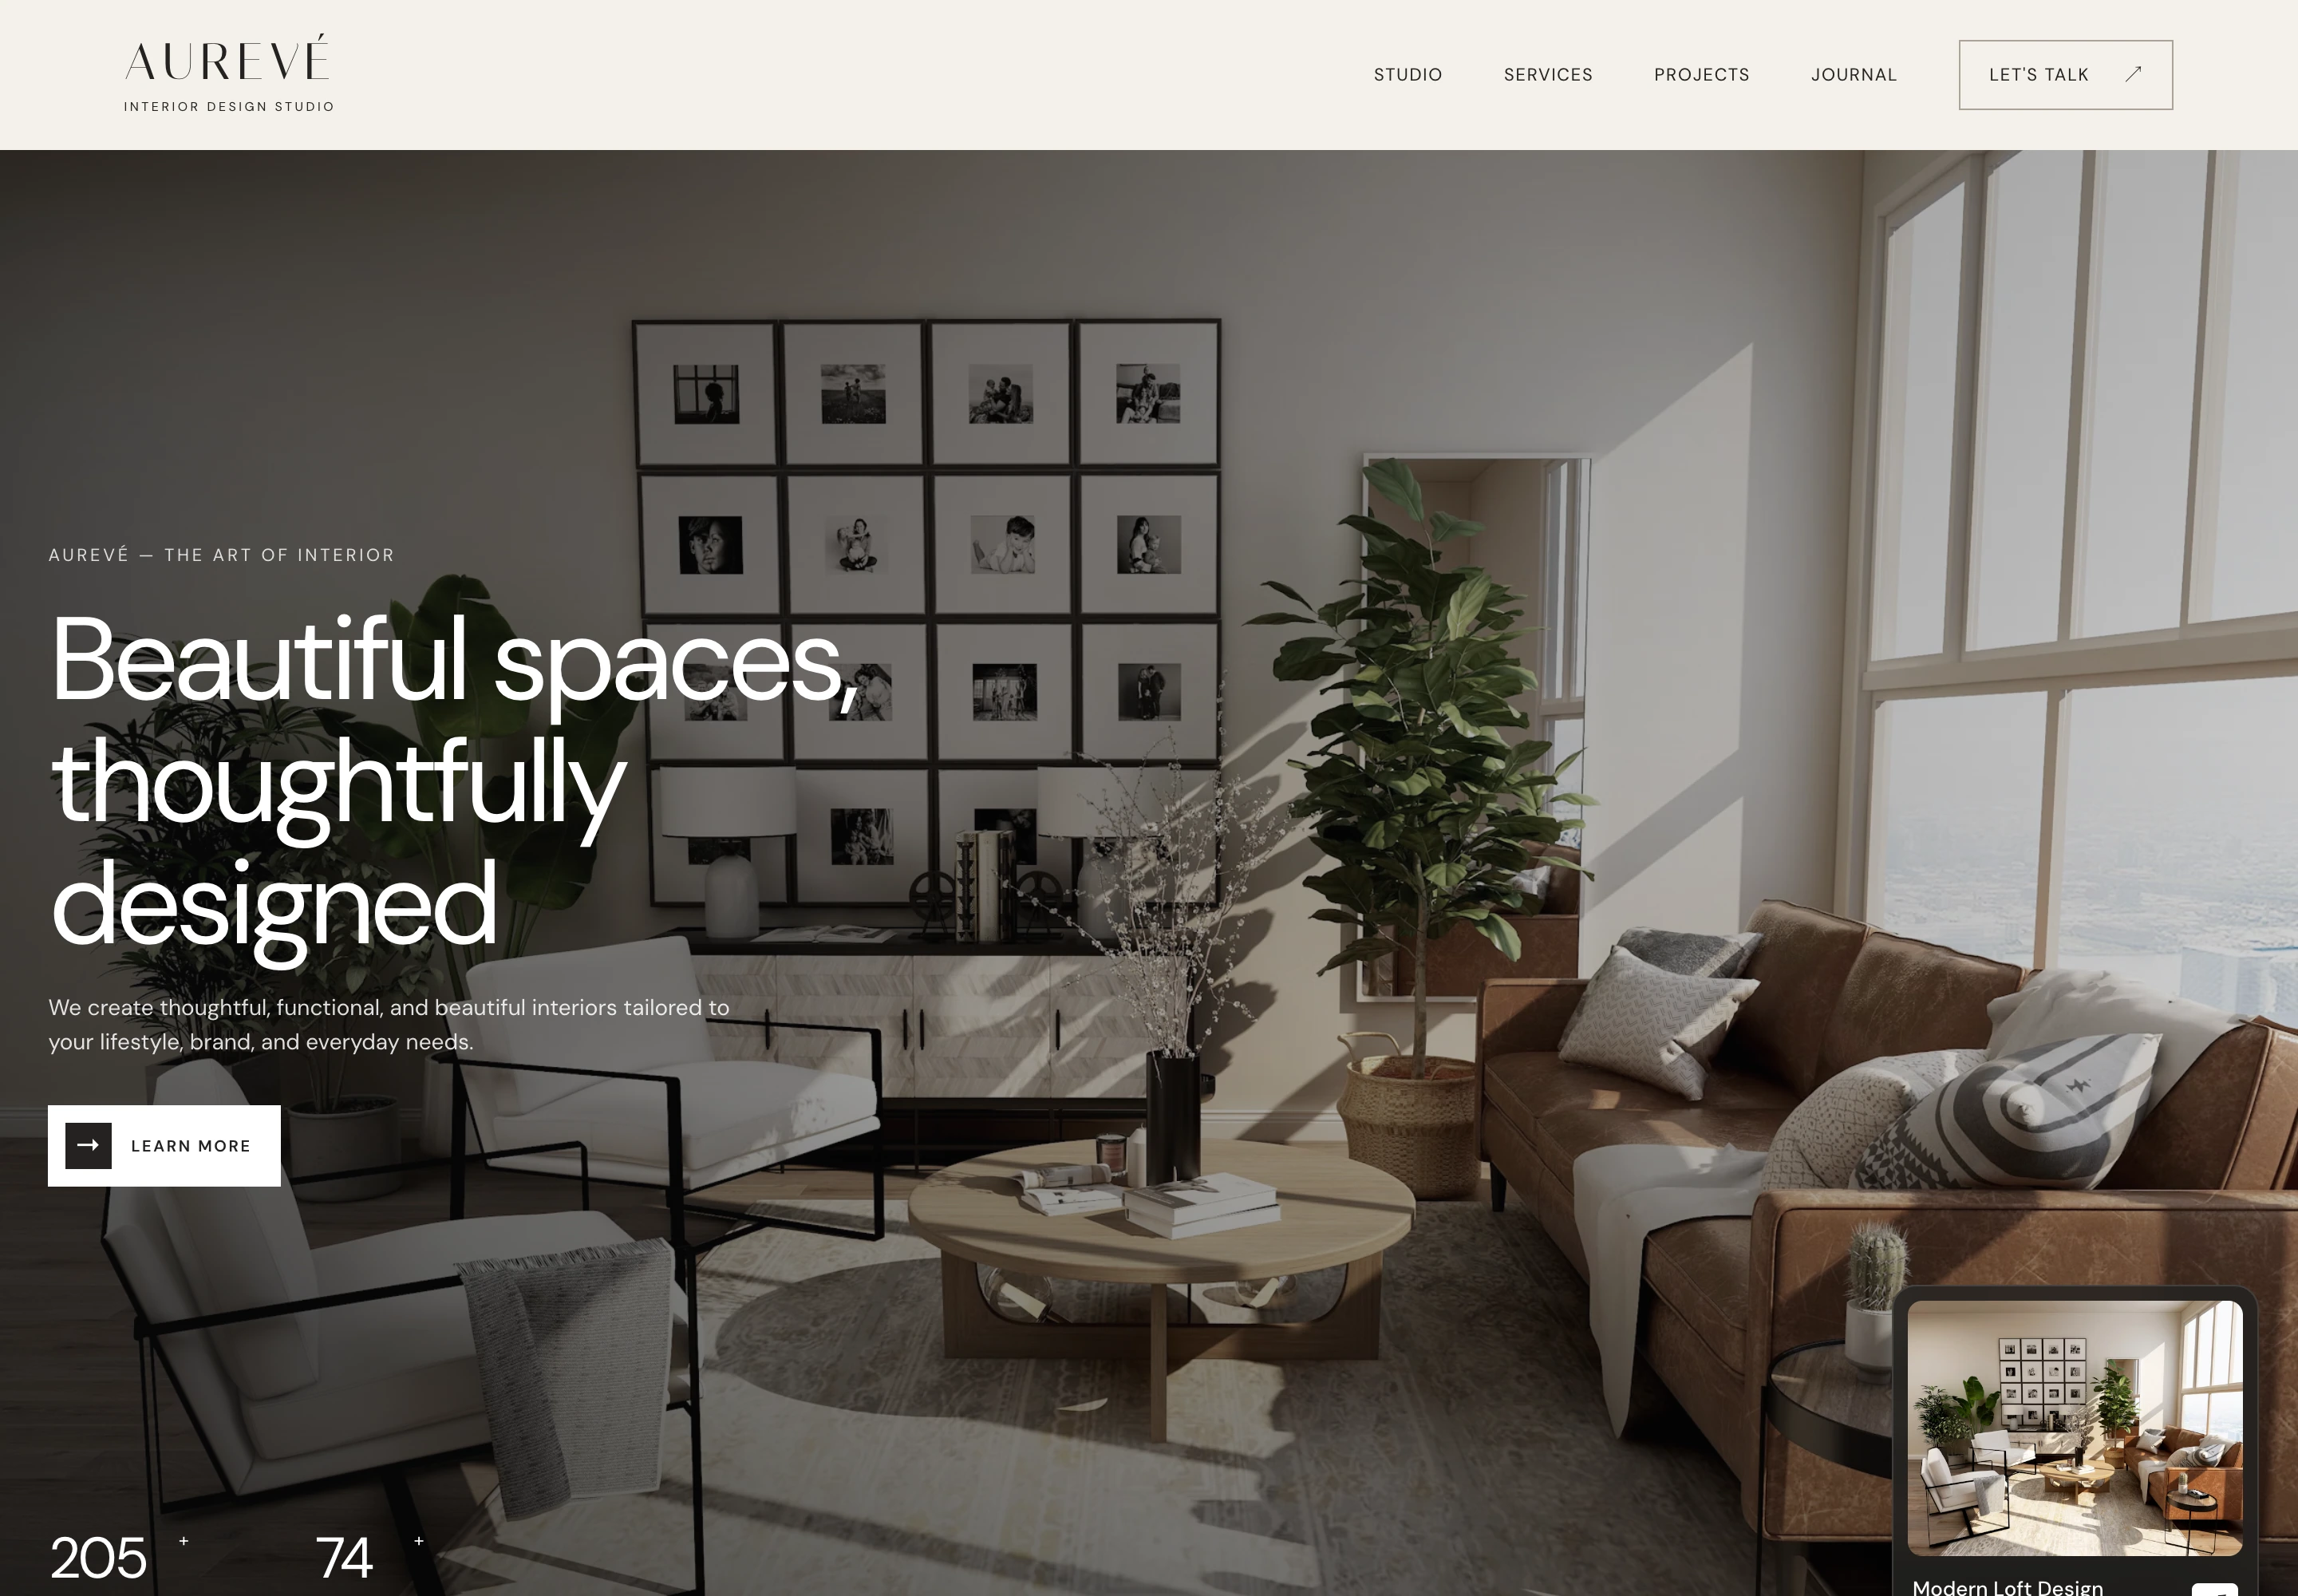 AUREVÉ
INTERIOR DESIGN STUDIO
STUDIO
SERVICES
PROJECTS
JOURNAL
LET'S TALK
AUREVÉ — THE ART OF INTERIOR
Beautiful spaces,
thoughtfully
designed
We create thoughtful, functional, and beautiful interiors tailored to
your lifestyle, brand, and everyday needs.
LEARN MORE
205 +
74 +
Modern Loft Design